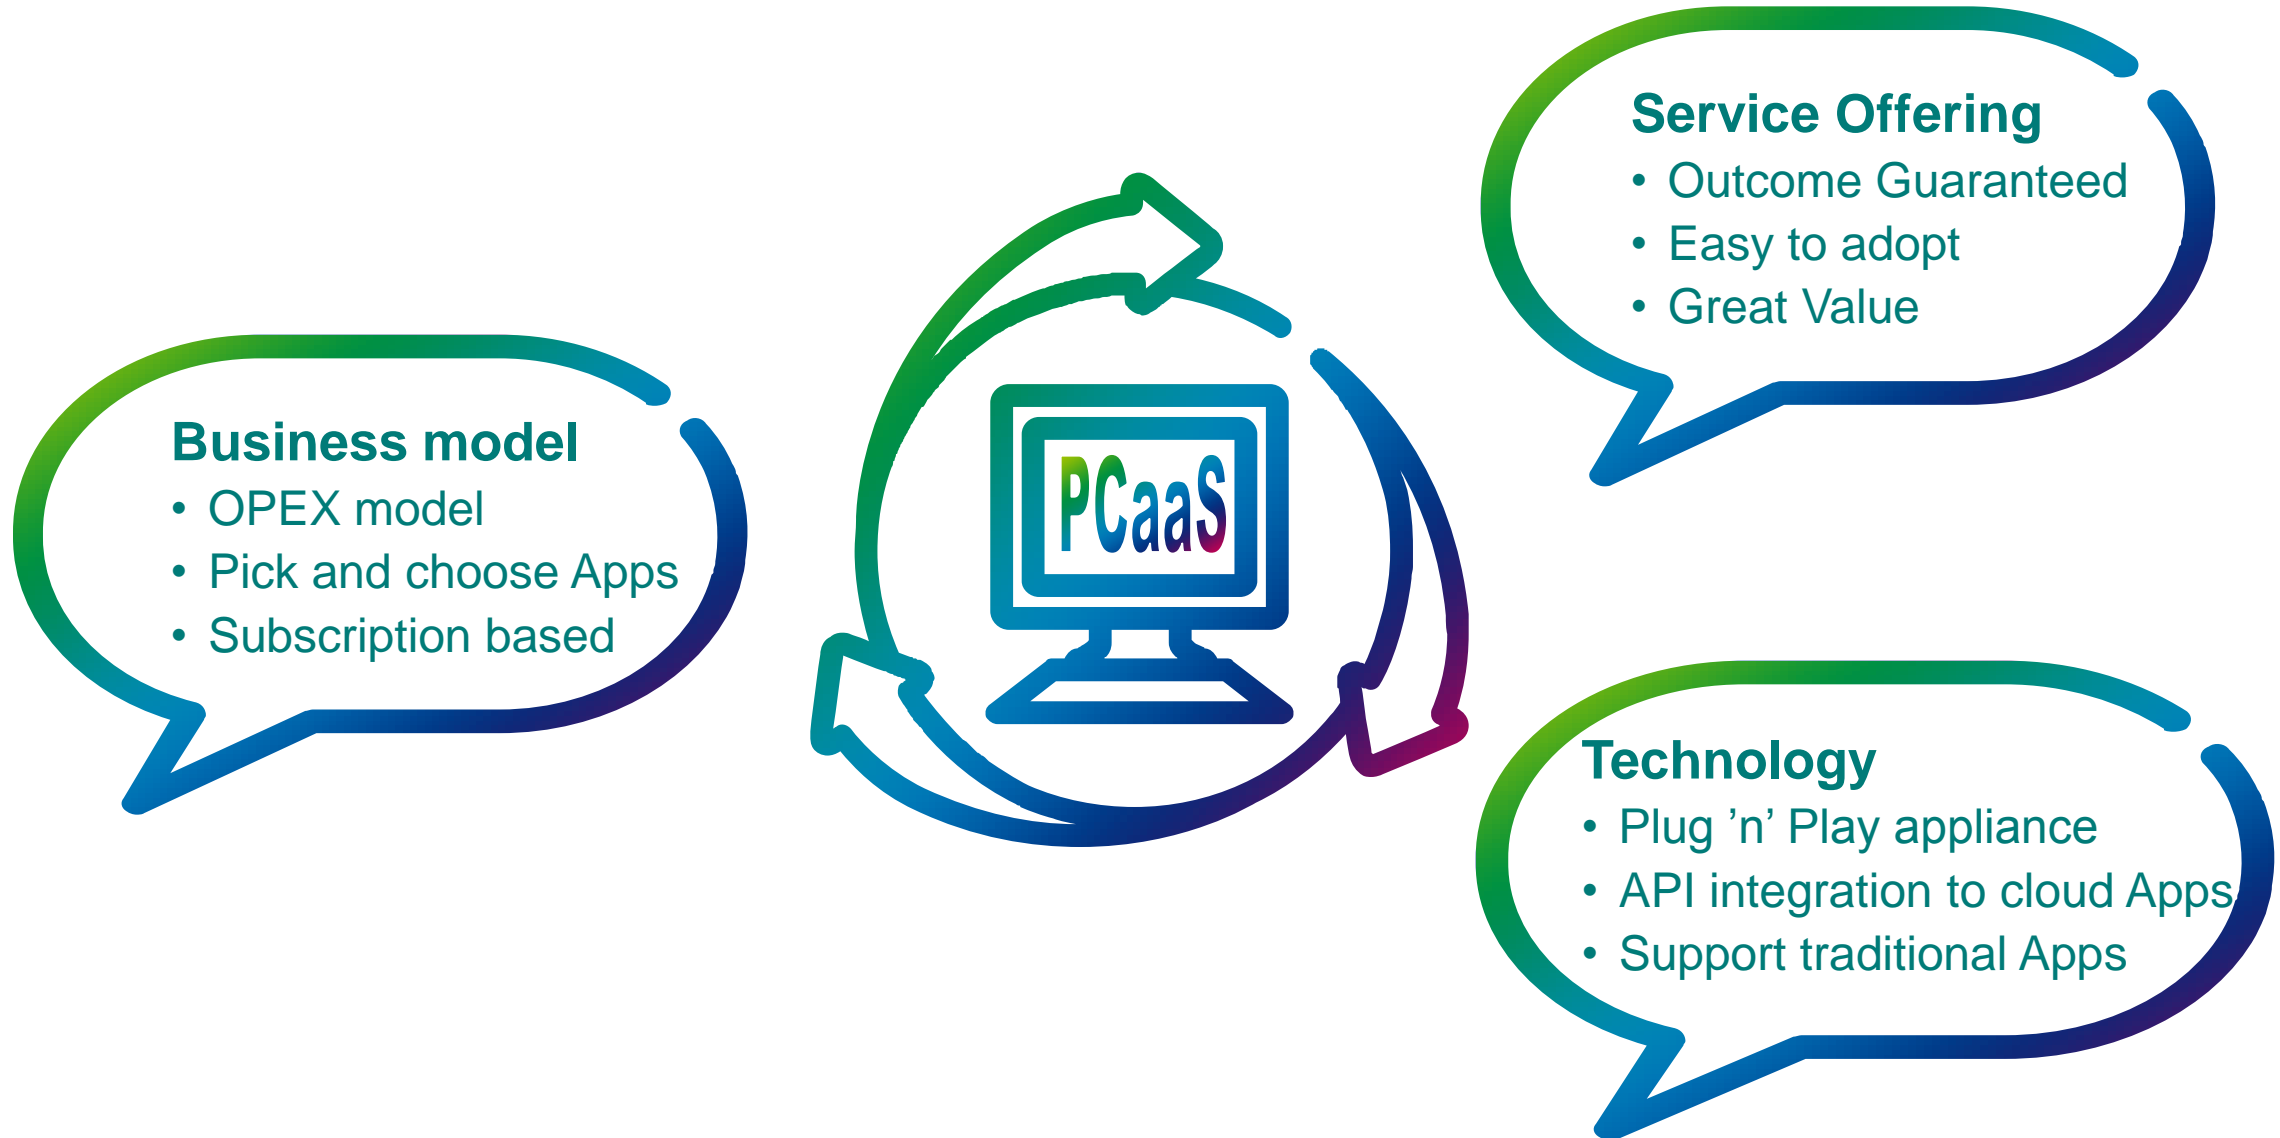 Business model
• OPEX model
• Pick and choose Apps
• Subscription based
PCaaS
Service Offering
• Outcome Guaranteed
• Easy to adopt
• Great Value
Technology
• Plug ’n’ Play appliance
• API integration to cloud Apps
• Support traditional Apps